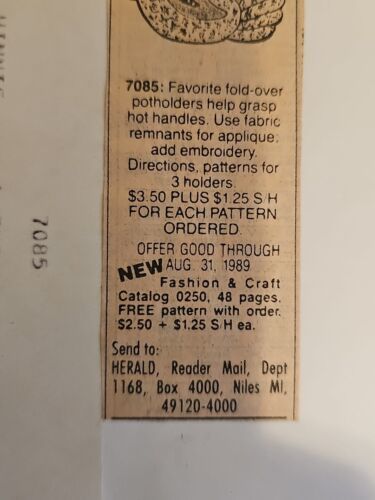 7085: Favorite fold-over
potholders help grasp
hot handles. Use fabric
remnants for applique;
add embroidery.
Directions, patterns for
3 holders.
$3.50 PLUS $1.25 S/H
FOR EACH PATTERN
ORDERED.
OFFER GOOD THROUGH
AUG. 31, 1989
NEW
Fashion & Craft
Catalog 0250, 48 pages.
FREE pattern with order.
$2.50 + $1.25 S/H ea.
Send to:
HERALD, Reader Mail, Dept
1168, Box 4000, Niles MI,
49120-4000
7085